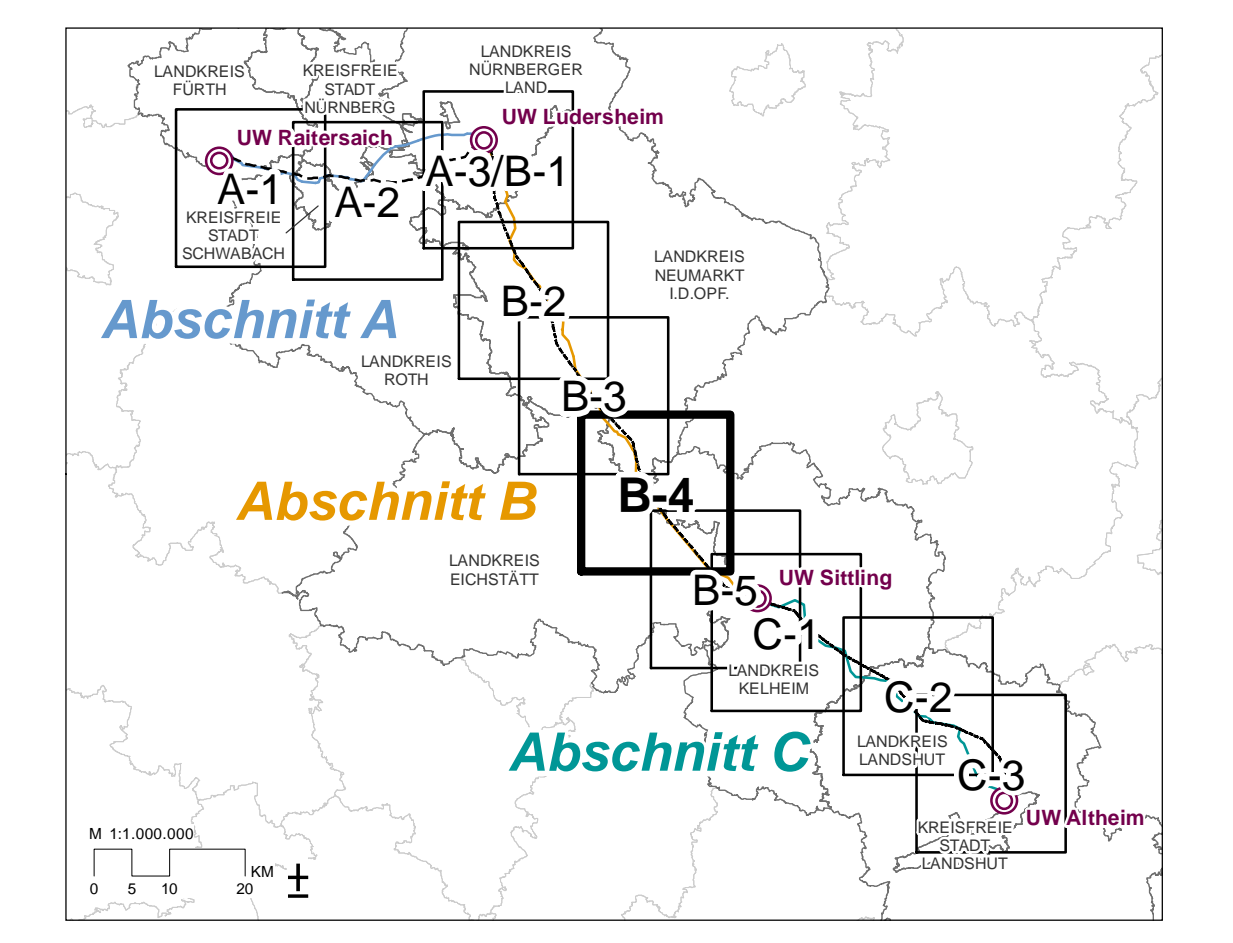 LANDKREIS
FÜRTH
KREISFREIE
STADT
NÜRNBERG
LANDKREIS
NÜRNBERGER
LAND
UW Raitersaich
UW Ludersheim
A-1
A-2
A-3/B-1
KREISFREIE
STADT
SCHWABACH
LANDKREIS
NEUMARKT
I.D.OPF.
B-2
Abschnitt A
LANDKREIS
ROTH
B-3
Abschnitt B
B-4
LANDKREIS
EICHSTÄTT
UW Sittling
B-5
C-1
LANDKREIS
KELHEIM
C-2
Abschnitt C
LANDKREIS
LANDSHUT
C-3
UW Altheim
KREISFREIE
STADT
LANDSHUT
M 1:1.000.000
KM
0 5 10 20